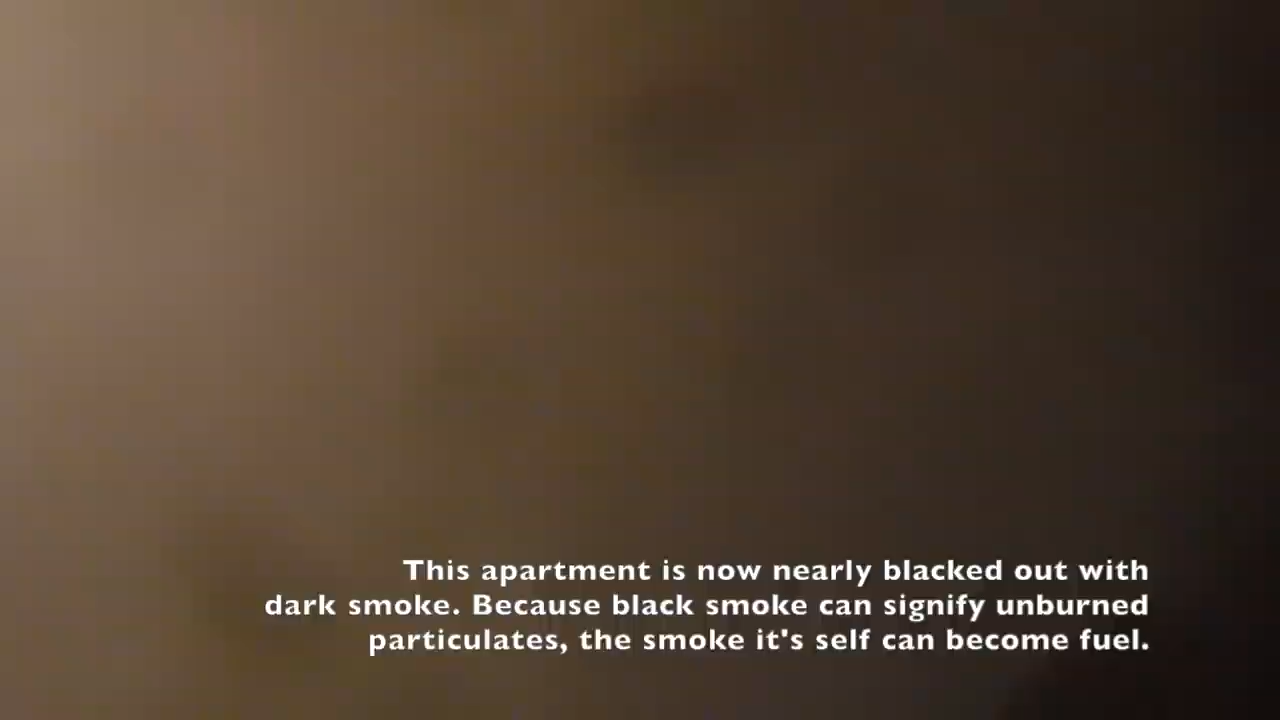 This apartment is now nearly blacked out with
dark smoke. Because black smoke can signify unburned
particulates, the smoke it's self can become fuel.